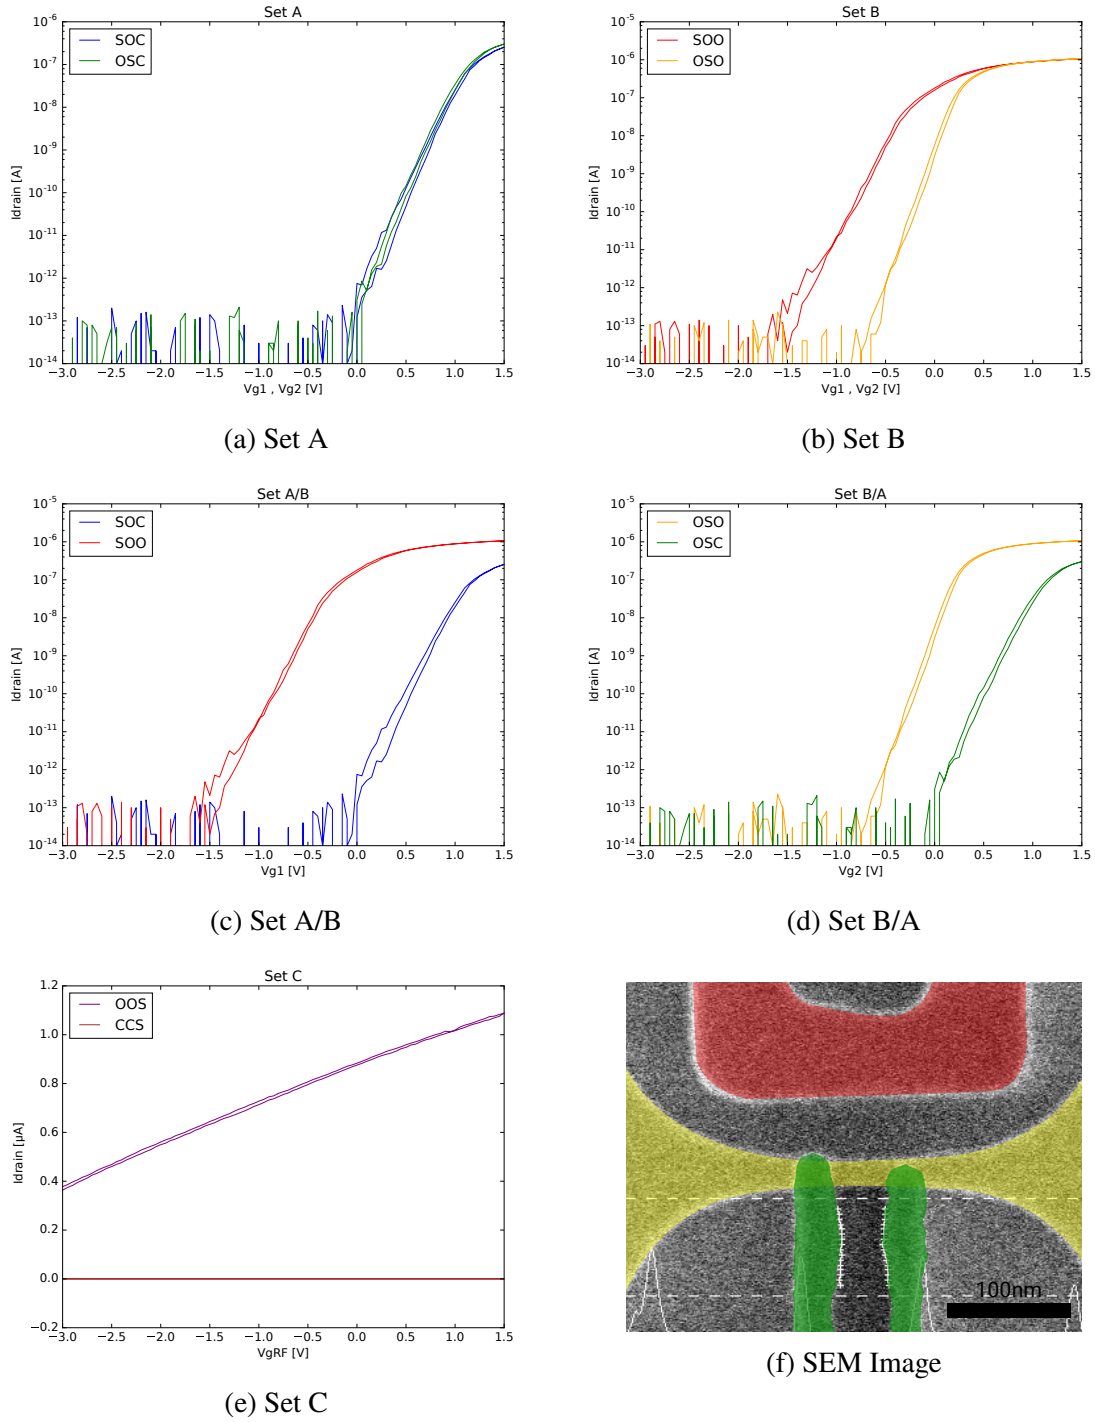 Set A
SOC
OSC
10^-6
10^-7
10^-8
10^-9
10^-10
10^-11
10^-12
10^-13
10^-14
Idrain [A]
−3.0 −2.5 −2.0 −1.5 −1.0 −0.5 0.0 0.5 1.0 1.5
Vg1 , Vg2 [V]
(a) Set A
Set B
SOO
OSO
10^-5
10^-6
10^-7
10^-8
10^-9
10^-10
10^-11
10^-12
10^-13
10^-14
Idrain [A]
−3.0 −2.5 −2.0 −1.5 −1.0 −0.5 0.0 0.5 1.0 1.5
Vg1 , Vg2 [V]
(b) Set B
Set A/B
SOC
SOO
10^-5
10^-6
10^-7
10^-8
10^-9
10^-10
10^-11
10^-12
10^-13
10^-14
Idrain [A]
−3.0 −2.5 −2.0 −1.5 −1.0 −0.5 0.0 0.5 1.0 1.5
Vg1 [V]
(c) Set A/B
Set B/A
OSO
OSC
10^-5
10^-6
10^-7
10^-8
10^-9
10^-10
10^-11
10^-12
10^-13
10^-14
Idrain [A]
−3.0 −2.5 −2.0 −1.5 −1.0 −0.5 0.0 0.5 1.0 1.5
Vg2 [V]
(d) Set B/A
Set C
OOS
CCS
1.2
1.0
0.8
0.6
0.4
0.2
0.0
−0.2
Idrain [µA]
−3.0 −2.5 −2.0 −1.5 −1.0 −0.5 0.0 0.5 1.0 1.5
VgRF [V]
(e) Set C
100nm
(f) SEM Image